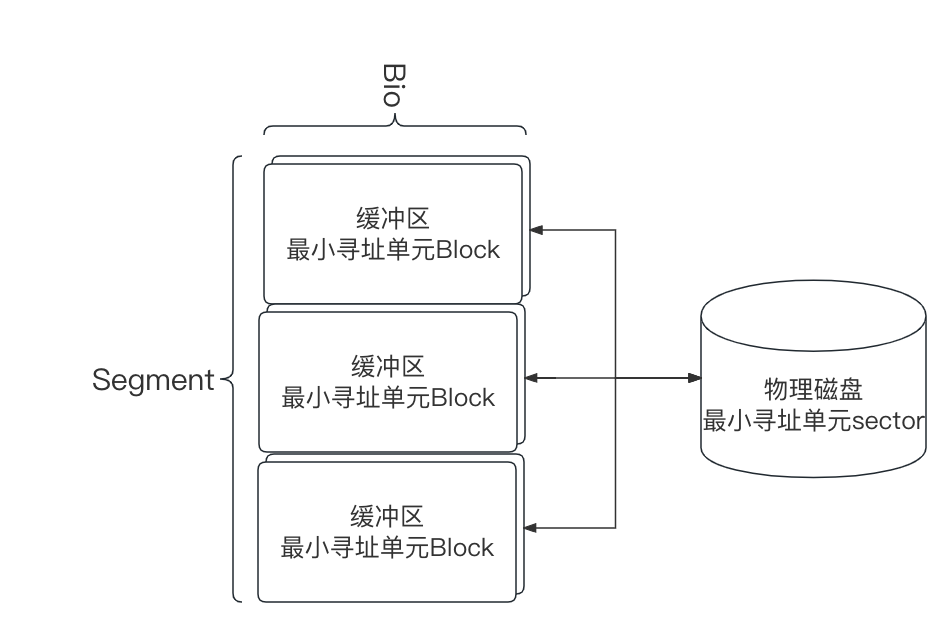 Bio
缓冲区
最小寻址单元Block
Segment
缓冲区
最小寻址单元Block
物理磁盘
最小寻址单元sector
缓冲区
最小寻址单元Block